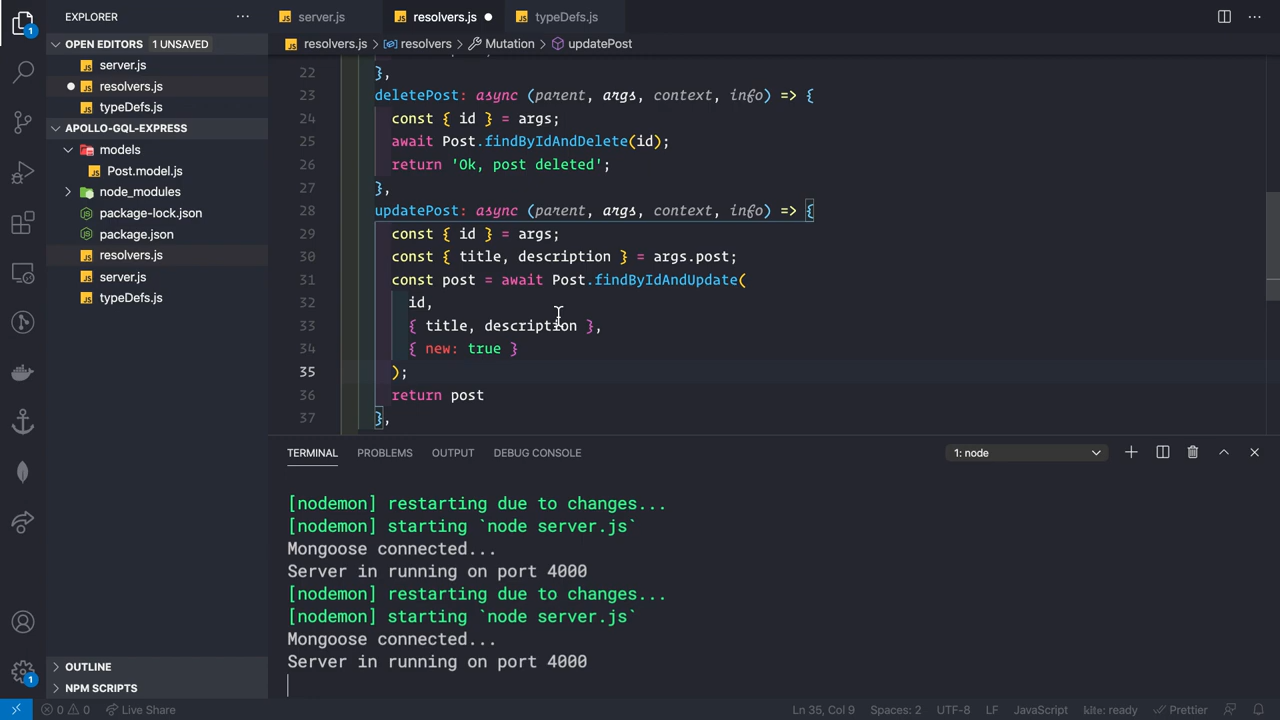 EXPLORER
OPEN EDITORS 1 UNSAVED
server.js
resolvers.js
typeDefs.js
APOLLO-GQL-EXPRESS
models
Post.model.js
node_modules
package-lock.json
package.json
resolvers.js
server.js
typeDefs.js
OUTLINE
NPM SCRIPTS
1
1
server.js resolvers.js typeDefs.js
resolvers.js > resolvers > Mutation > updatePost
22 },
23 deletePost: async (parent, args, context, info) => {
24 const { id } = args;
25 await Post.findByIdAndDelete(id);
26 return 'Ok, post deleted';
27 },
28 updatePost: async (parent, args, context, info) => {
29 const { id } = args;
30 const { title, description } = args.post;
31 const post = await Post.findByIdAndUpdate(
32 id,
33 { title, description },
34 { new: true }
35 );
36 return post
37 },
TERMINAL PROBLEMS OUTPUT DEBUG CONSOLE 1: node
[nodemon] restarting due to changes...
[nodemon] starting `node server.js`
Mongoose connected...
Server in running on port 4000
[nodemon] restarting due to changes...
[nodemon] starting `node server.js`
Mongoose connected...
Server in running on port 4000
0 0 Live Share Ln 35, Col 9 Spaces: 2 UTF-8 LF JavaScript kite: ready Prettier